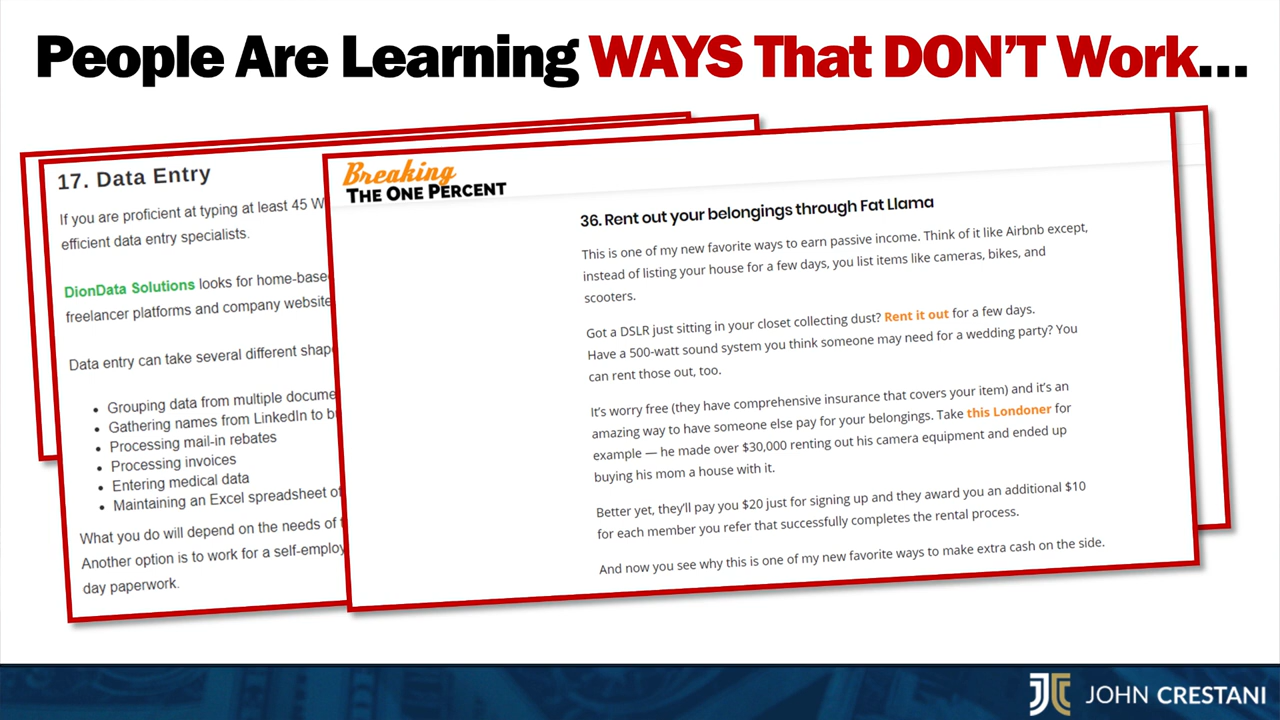 People Are Learning WAYS That DON'T Work...
17. Data Entry
If you are proficient at typing at least 45 W
efficient data entry specialists.
DionData Solutions looks for home-base
freelancer platforms and company website
Data entry can take several different shap
• Grouping data from multiple docume
• Gathering names from LinkedIn to b
• Processing mail-in rebates
• Processing invoices
• Entering medical data
• Maintaining an Excel spreadsheet of
What you do will depend on the needs of
Another option is to work for a self-employ
day paperwork.
Breaking
THE ONE PERCENT
36. Rent out your belongings through Fat Llama
This is one of my new favorite ways to earn passive income. Think of it like Airbnb except,
instead of listing your house for a few days, you list items like cameras, bikes, and
scooters.
Got a DSLR just sitting in your closet collecting dust? Rent it out for a few days.
Have a 500-watt sound system you think someone may need for a wedding party? You
can rent those out, too.
It's worry free (they have comprehensive insurance that covers your item) and it's an
amazing way to have someone else pay for your belongings. Take this Londoner for
example — he made over $30,000 renting out his camera equipment and ended up
buying his mom a house with it.
Better yet, they'll pay you $20 just for signing up and they award you an additional $10
for each member you refer that successfully completes the rental process.
And now you see why this is one of my new favorite ways to make extra cash on the side.
JOHN CRESTANI